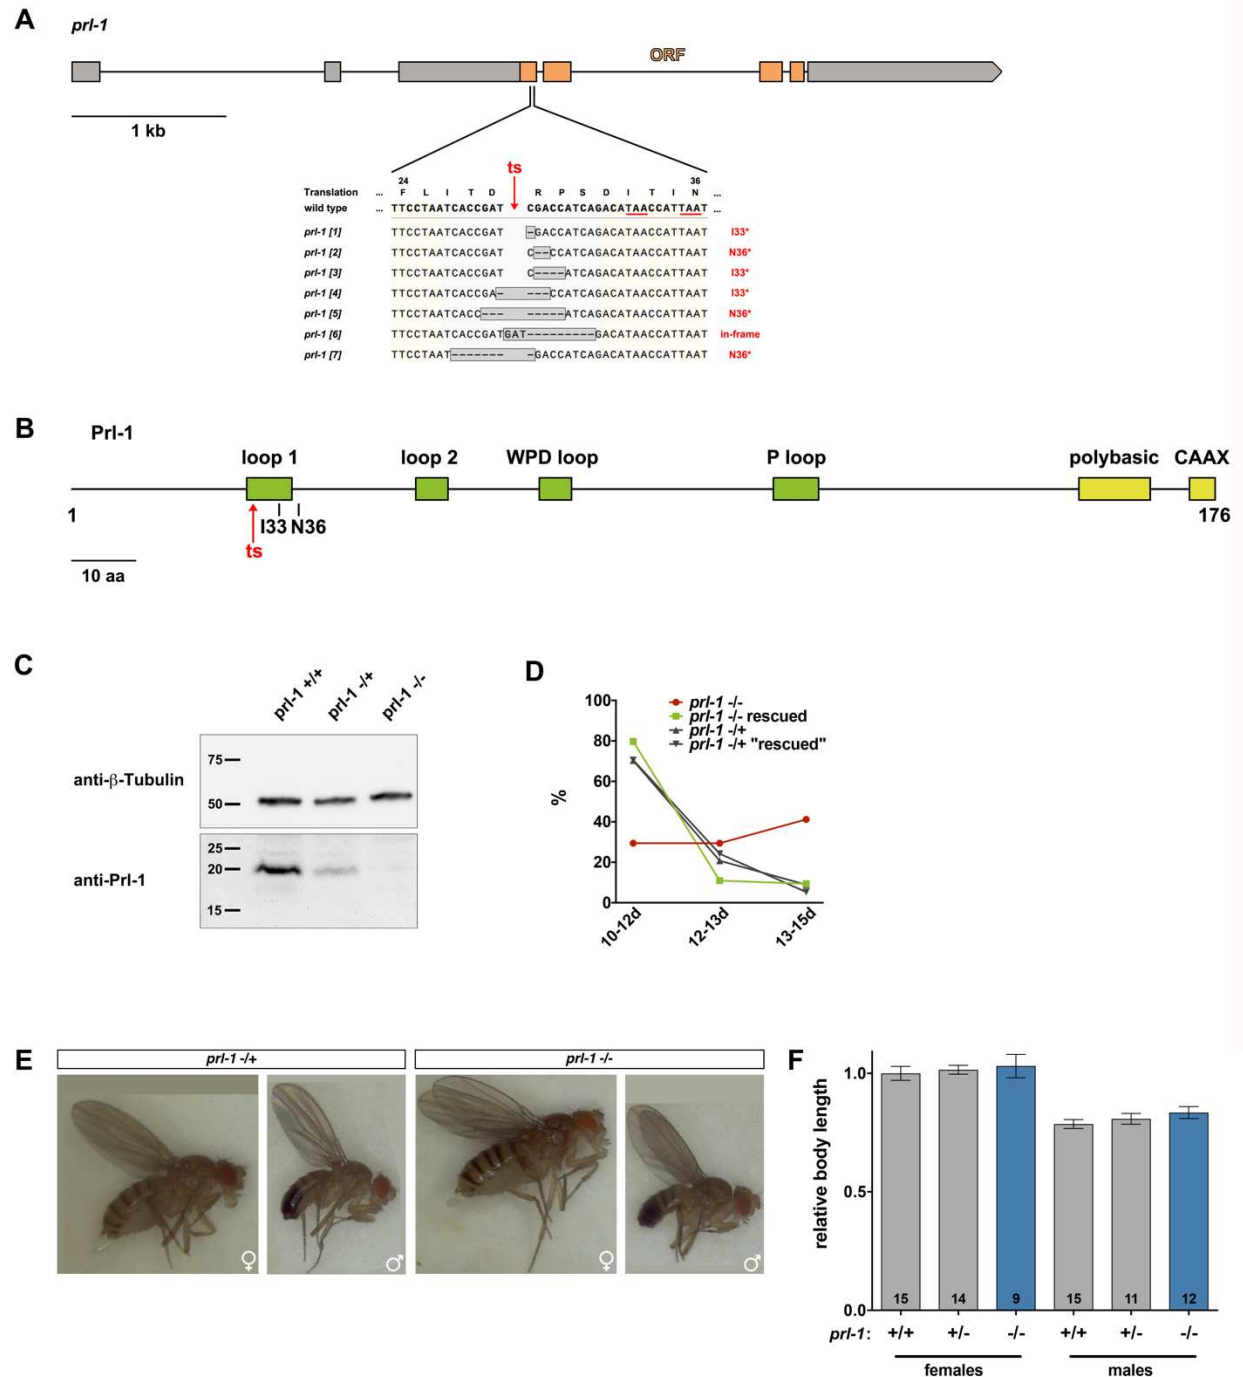 A
prl-1
ORF
1 kb
ts
24 36
Translation ... F L I T D R P S D I T I N ...
wild type ... TTCCTAATCACCGAT CGACCATCAGACATAACCATTAAT ...
prl-1 [1] TTCCTAATCACCGAT -GACCATCAGACATAACCATTAAT I33*
prl-1 [2] TTCCTAATCACCGAT C--CCATCAGACATAACCATTAAT N36*
prl-1 [3] TTCCTAATCACCGAT C----ATCAGACATAACCATTAAT I33*
prl-1 [4] TTCCTAATCACCGA- ---CCATCAGACATAACCATTAAT I33*
prl-1 [5] TTCCTAATCACC--- -----ATCAGACATAACCATTAAT N36*
prl-1 [6] TTCCTAATCACCGATGAT---------GACATAACCATTAAT in-frame
prl-1 [7] TTCCTAAT------- -GACCATCAGACATAACCATTAAT N36*
B
Prl-1
loop 1 loop 2 WPD loop P loop polybasic CAAX
1 I33 N36 176
ts
10 aa
C
prl-1 +/+ prl-1 -/+ prl-1 -/-
anti-β-Tubulin
75
50
anti-Prl-1
25
20
15
D
prl-1 -/-
prl-1 -/- rescued
prl-1 -/+
prl-1 -/+ "rescued"
%
100
80
60
40
20
0
10-12d 12-13d 13-15d
E
prl-1 -/+ prl-1 -/-
♀ ♂ ♀ ♂
F
relative body length
1.0
0.5
0.0
15 14 9 15 11 12
prl-1: +/+ +/- -/- +/+ +/- -/-
females males